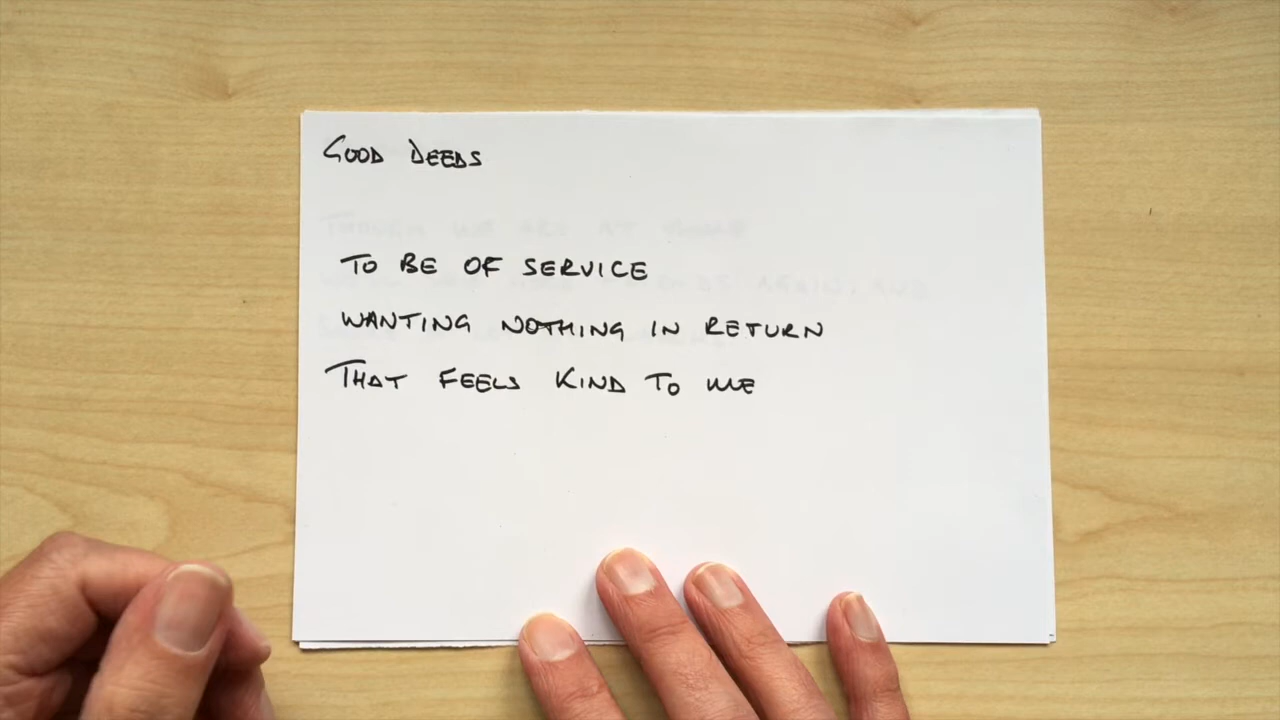 GOOD DEEDS
TO BE OF SERVICE
WANTING NOTHING IN RETURN
THAT FEELS KIND TO ME